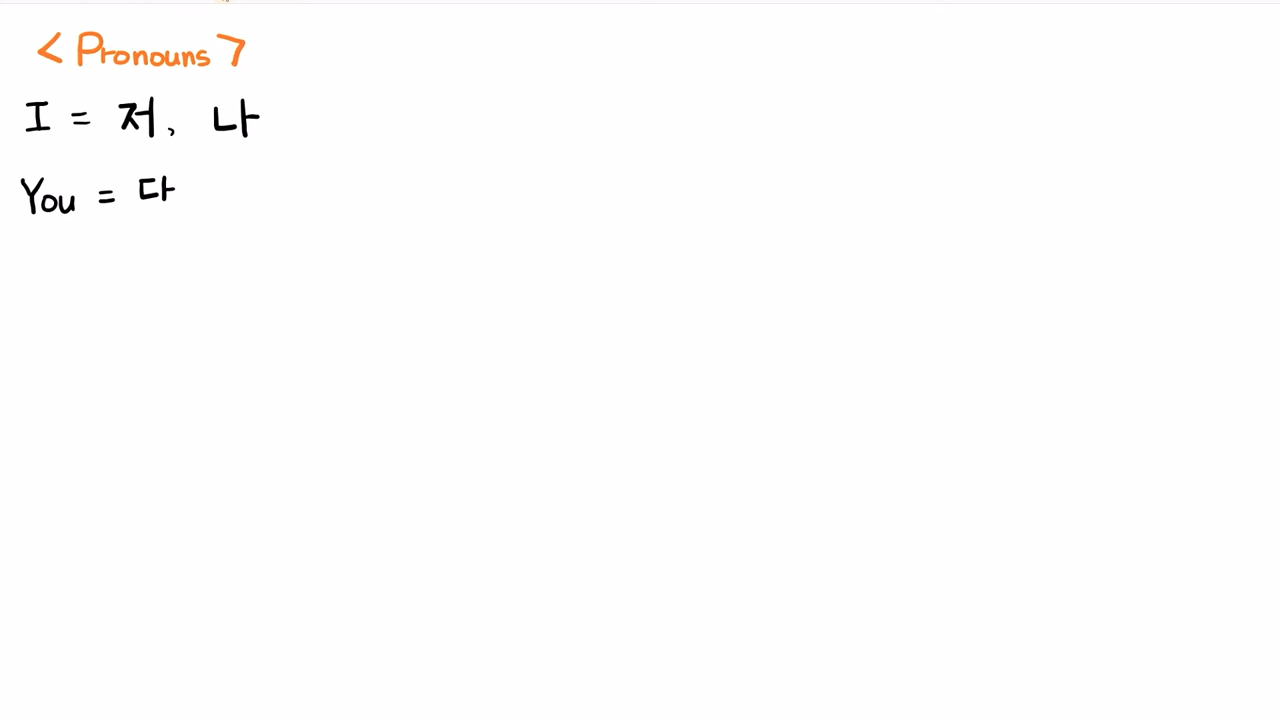 < Pronouns >
I = 저, 나
You = 다